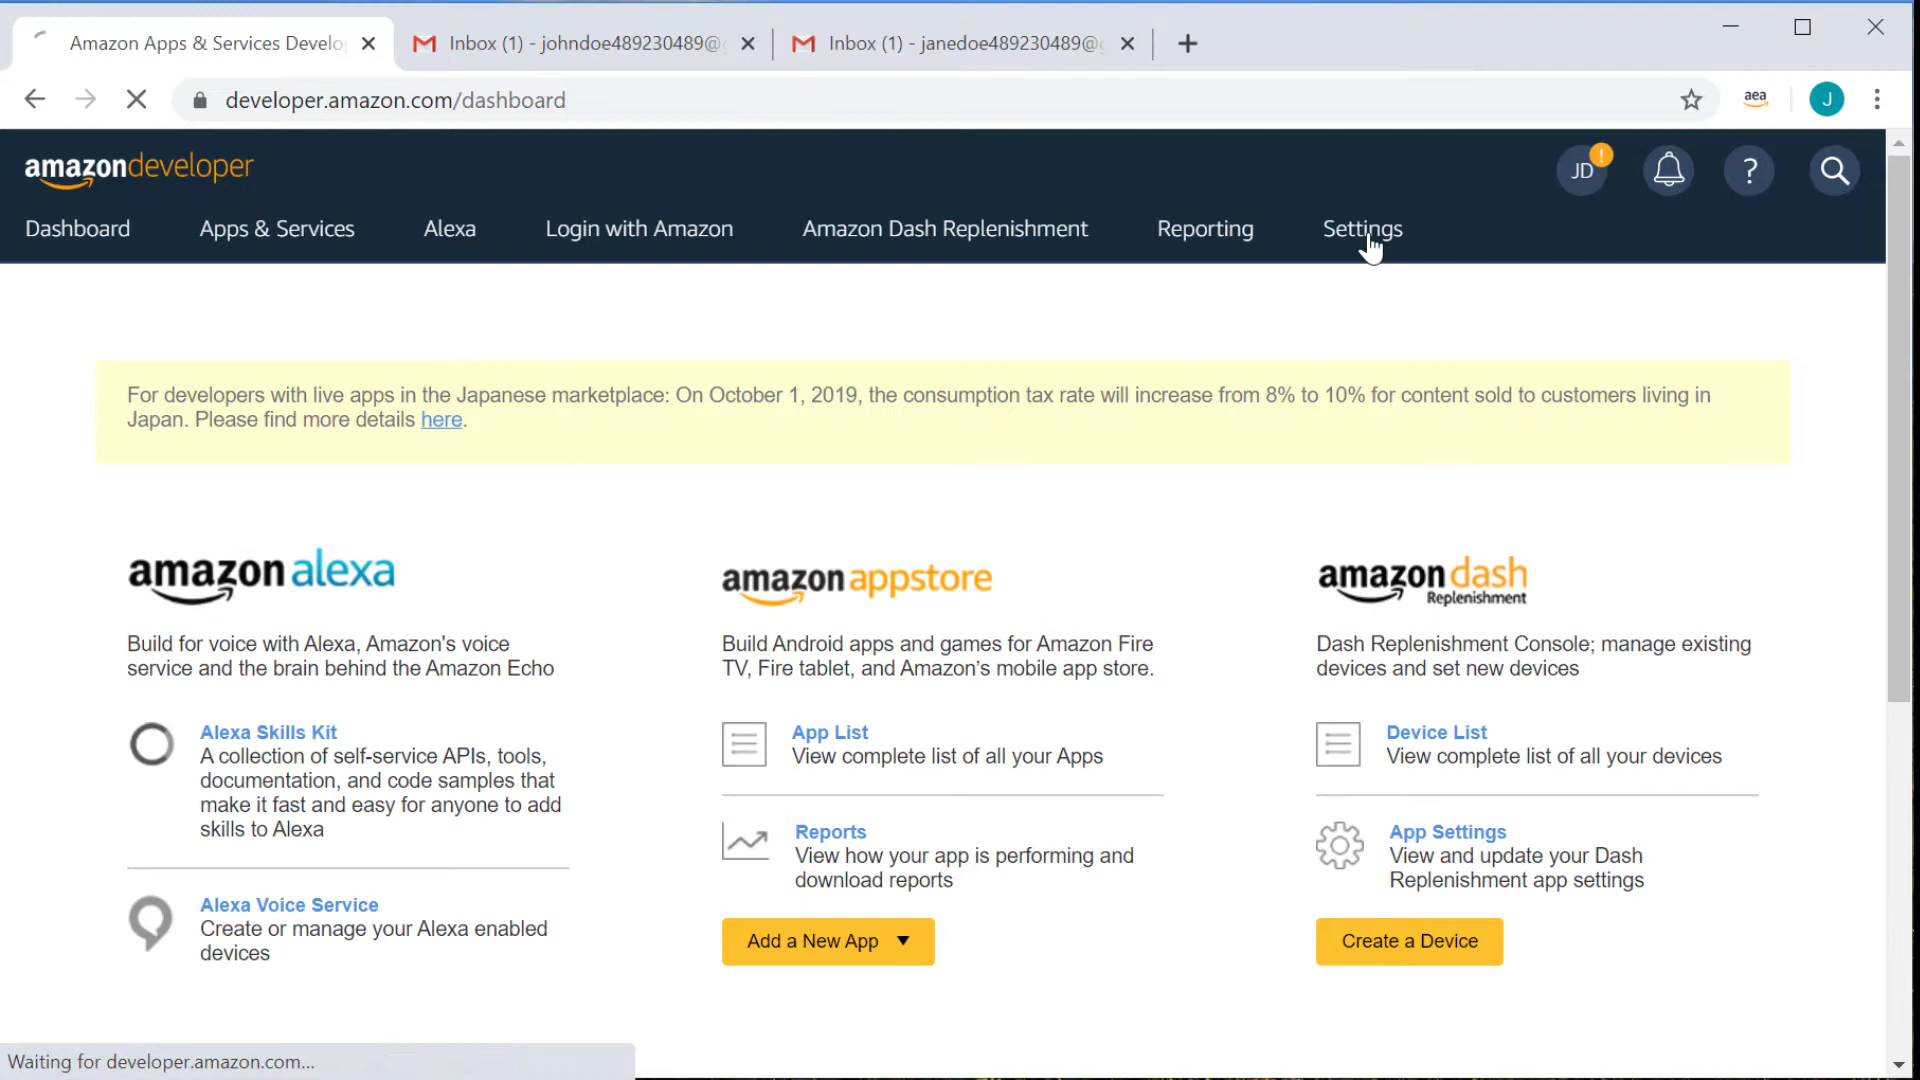 Amazon Apps & Services Develo
Inbox (1) - johndoe489230489@g
Inbox (1) - janedoe489230489@g
developer.amazon.com/dashboard
aea
J
amazondeveloper
JD
!
?
Dashboard
Apps & Services
Alexa
Login with Amazon
Amazon Dash Replenishment
Reporting
Settings
For developers with live apps in the Japanese marketplace: On October 1, 2019, the consumption tax rate will increase from 8% to 10% for content sold to customers living in
Japan. Please find more details here.
amazon alexa
Build for voice with Alexa, Amazon's voice
service and the brain behind the Amazon Echo
Alexa Skills Kit
A collection of self-service APIs, tools,
documentation, and code samples that
make it fast and easy for anyone to add
skills to Alexa
Alexa Voice Service
Create or manage your Alexa enabled
devices
amazon appstore
Build Android apps and games for Amazon Fire
TV, Fire tablet, and Amazon’s mobile app store.
App List
View complete list of all your Apps
Reports
View how your app is performing and
download reports
Add a New App
amazon dash
Replenishment
Dash Replenishment Console; manage existing
devices and set new devices
Device List
View complete list of all your devices
App Settings
View and update your Dash
Replenishment app settings
Create a Device
Waiting for developer.amazon.com...